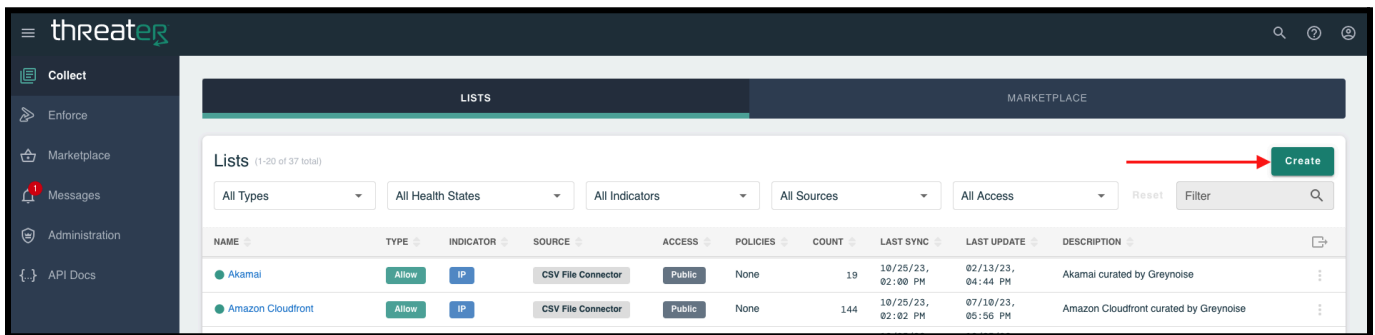 threater
Collect
Enforce
Marketplace
1
Messages
Administration
{...} API Docs
LISTS MARKETPLACE
Lists (1-20 of 37 total)
Create
All Types All Health States All Indicators All Sources All Access Reset Filter
NAME TYPE INDICATOR SOURCE ACCESS POLICIES COUNT LAST SYNC LAST UPDATE DESCRIPTION
Akamai Allow IP CSV File Connector Public None 19 10/25/23, 02:00 PM 02/13/23, 04:44 PM Akamai curated by Greynoise
Amazon Cloudfront Allow IP CSV File Connector Public None 144 10/25/23, 02:02 PM 07/10/23, 05:56 PM Amazon Cloudfront curated by Greynoise